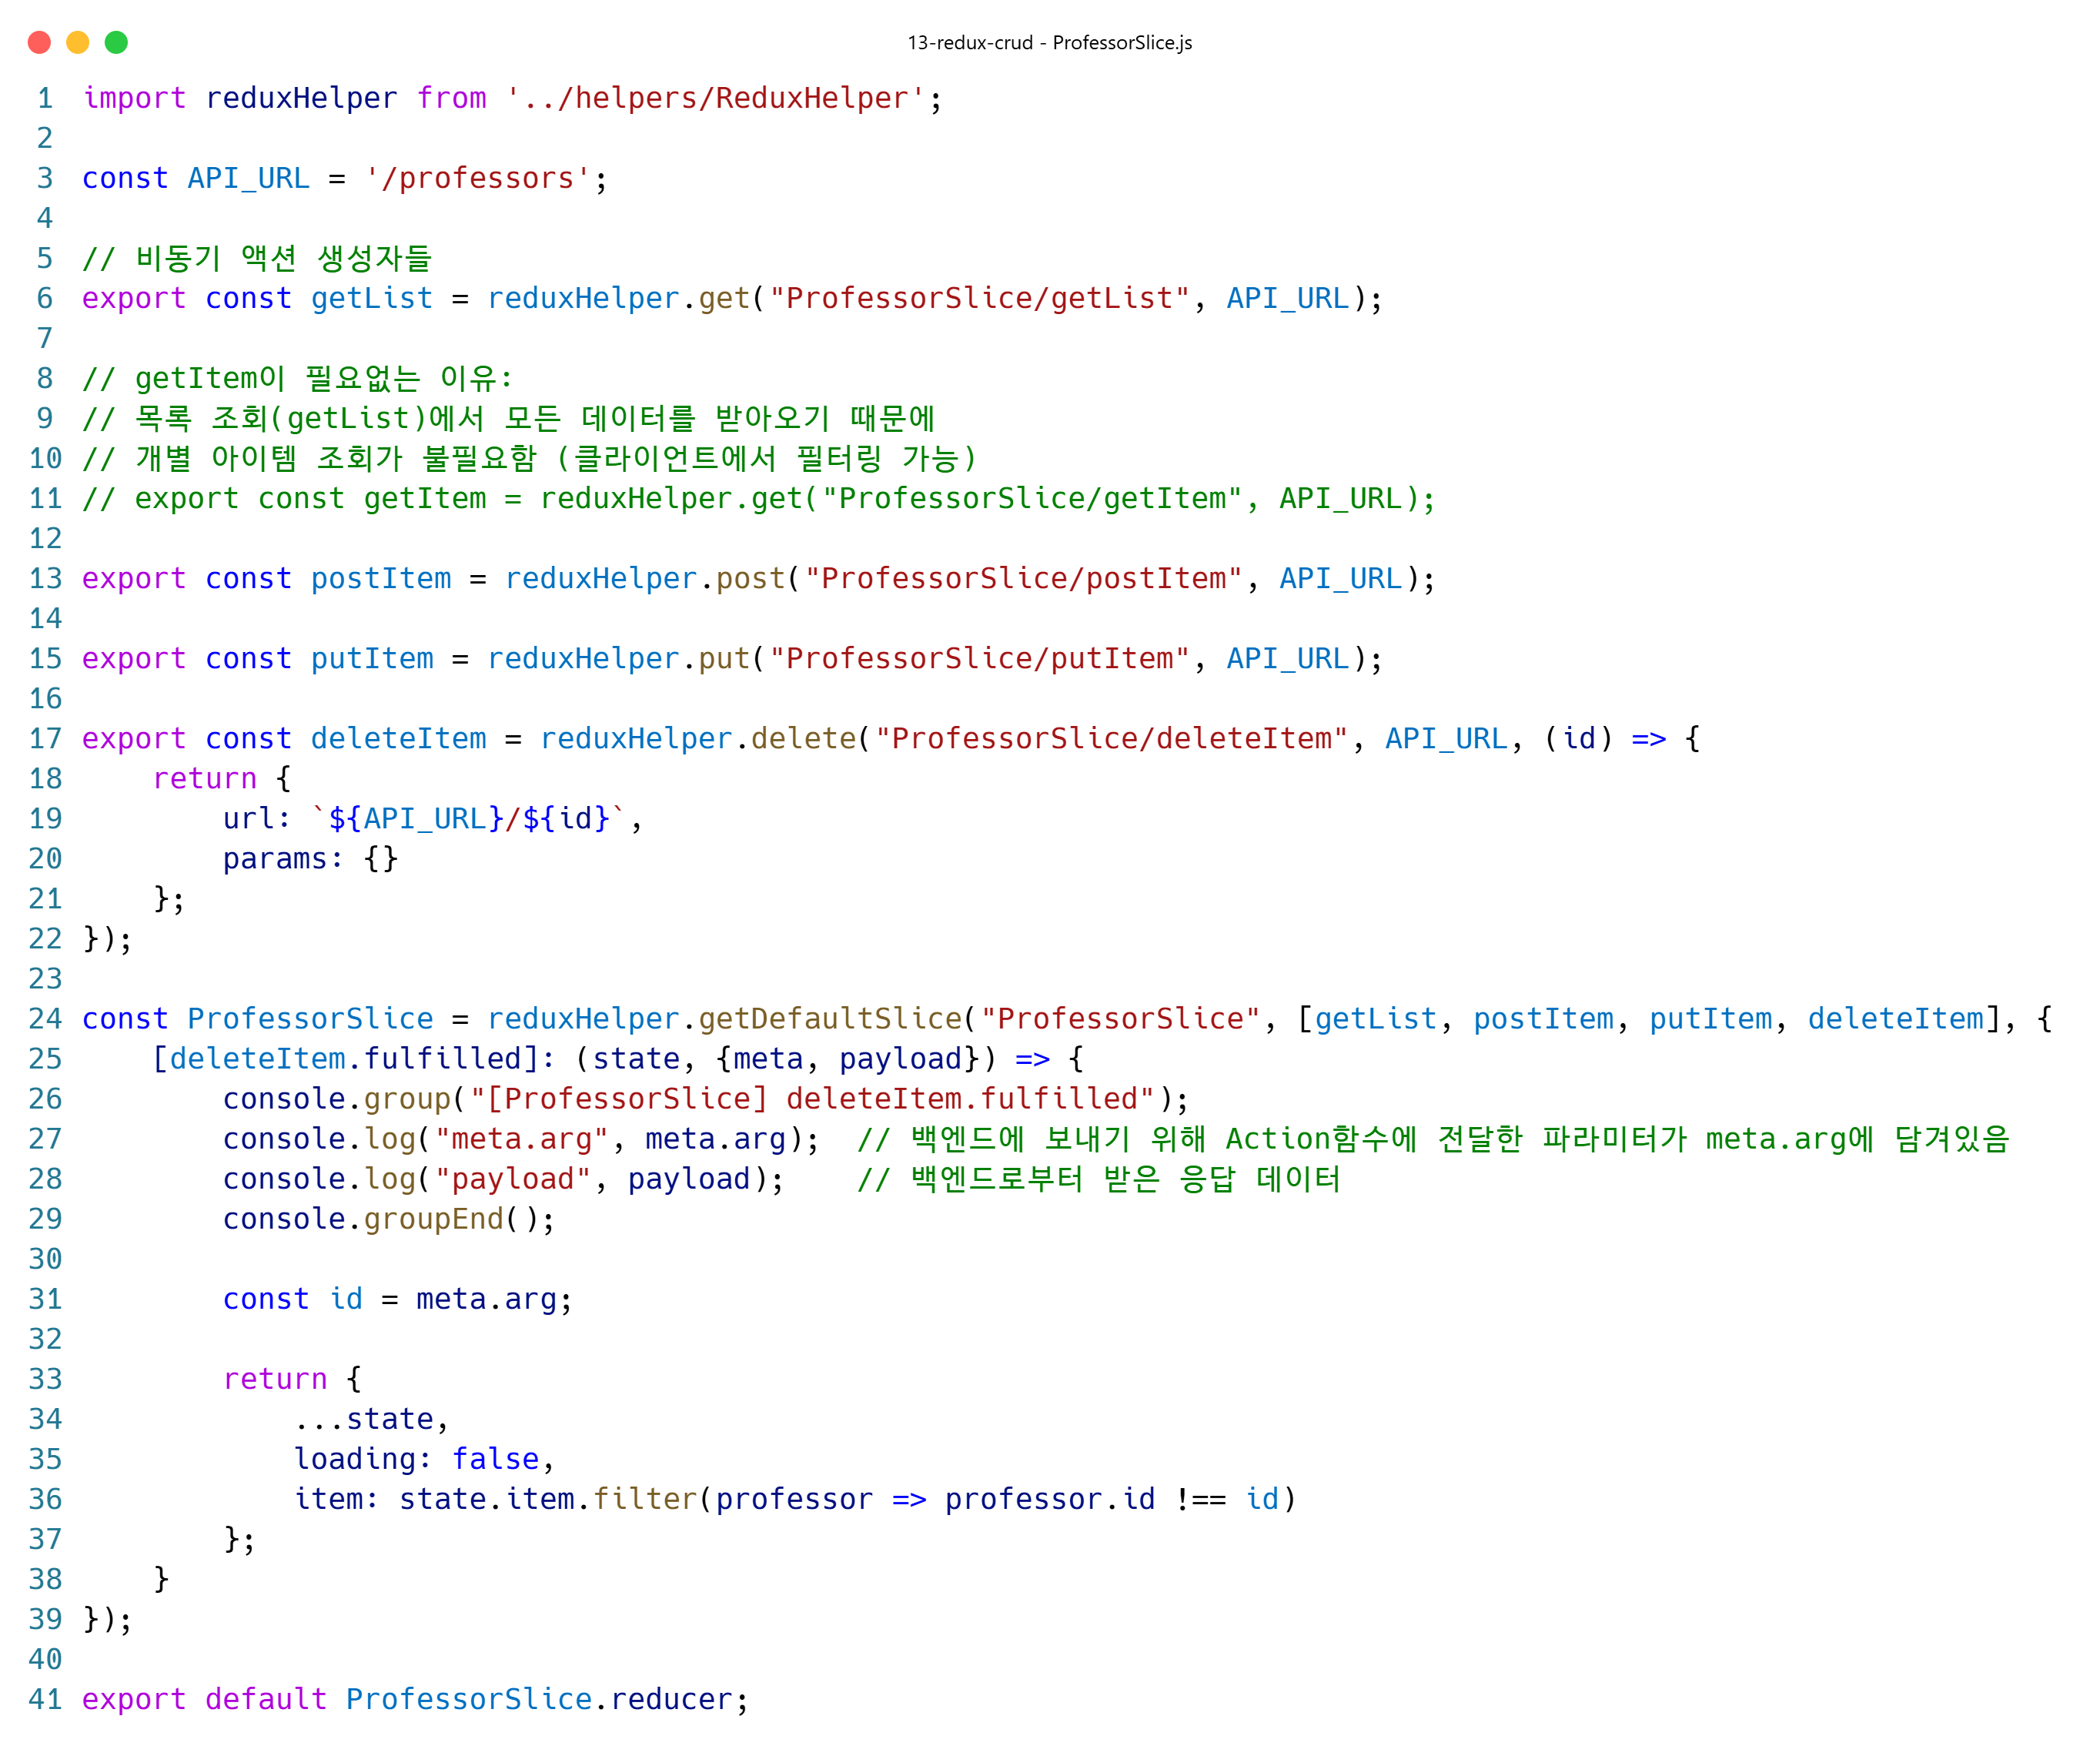 13-redux-crud - ProfessorSlice.js
1 import reduxHelper from '../helpers/ReduxHelper';
2
3 const API_URL = '/professors';
4
5 // 비동기 액션 생성자들
6 export const getList = reduxHelper.get("ProfessorSlice/getList", API_URL);
7
8 // getItem이 필요없는 이유:
9 // 목록 조회(getList)에서 모든 데이터를 받아오기 때문에
10 // 개별 아이템 조회가 불필요함 (클라이언트에서 필터링 가능)
11 // export const getItem = reduxHelper.get("ProfessorSlice/getItem", API_URL);
12
13 export const postItem = reduxHelper.post("ProfessorSlice/postItem", API_URL);
14
15 export const putItem = reduxHelper.put("ProfessorSlice/putItem", API_URL);
16
17 export const deleteItem = reduxHelper.delete("ProfessorSlice/deleteItem", API_URL, (id) => {
18     return {
19         url: `${API_URL}/${id}`,
20         params: {}
21     };
22 });
23
24 const ProfessorSlice = reduxHelper.getDefaultSlice("ProfessorSlice", [getList, postItem, putItem, deleteItem], {
25     [deleteItem.fulfilled]: (state, {meta, payload}) => {
26         console.group("[ProfessorSlice] deleteItem.fulfilled");
27         console.log("meta.arg", meta.arg);  // 백엔드에 보내기 위해 Action함수에 전달한 파라미터가 meta.arg에 담겨있음
28         console.log("payload", payload);    // 백엔드로부터 받은 응답 데이터
29         console.groupEnd();
30
31         const id = meta.arg;
32
33         return {
34             ...state,
35             loading: false,
36             item: state.item.filter(professor => professor.id !== id)
37         };
38     }
39 });
40
41 export default ProfessorSlice.reducer;